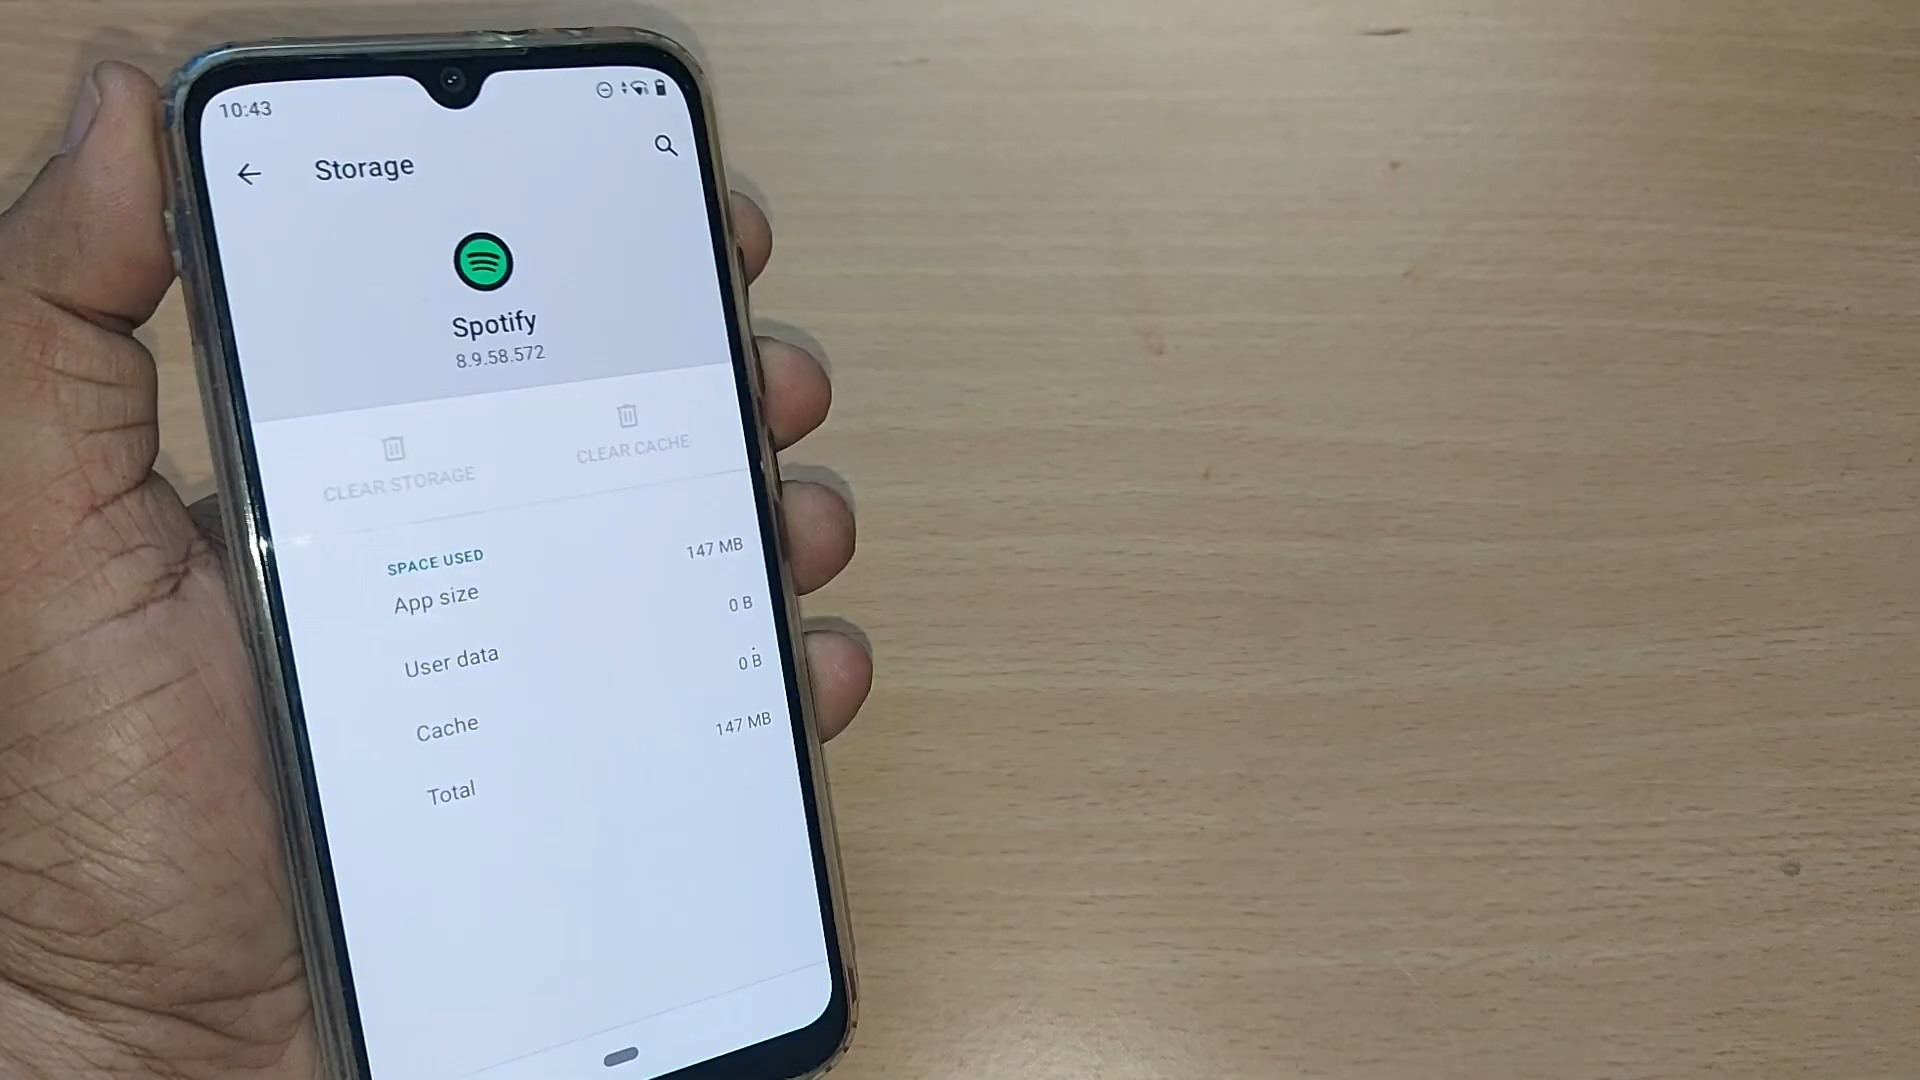 10:43
Storage
Spotify
8.9.58.572
CLEAR STORAGE
CLEAR CACHE
SPACE USED
App size
147 MB
User data
0 B
Cache
0 B
Total
147 MB